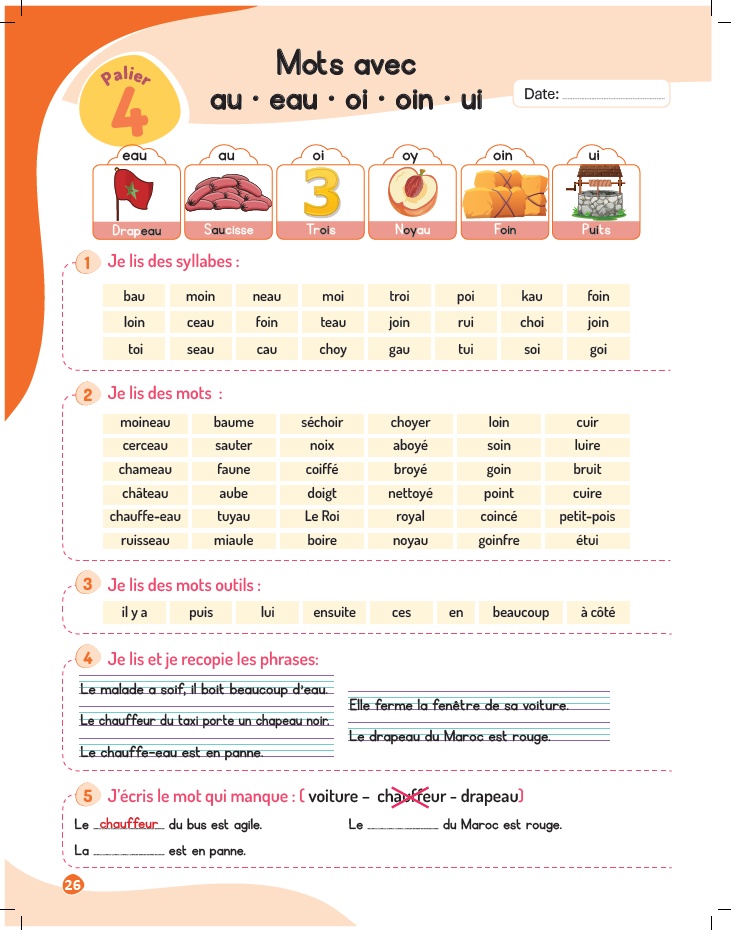 Palier
4
Mots avec
au · eau · oi · oin · ui
Date:
eau au oi oy oin ui
3
Drapeau Saucisse Trois Noyau Foin Puits
1 Je lis des syllabes :
bau moin neau moi troi poi kau foin
loin ceau foin teau join rui choi join
toi seau cau choy gau tui soi goi
2 Je lis des mots :
moineau baume séchoir choyer loin cuir
cerceau sauter noix aboyé soin luire
chameau faune coiffé broyé goin bruit
château aube doigt nettoyé point cuire
chauffe-eau tuyau Le Roi royal coincé petit-pois
ruisseau miaule boire noyau goinfre étui
3 Je lis des mots outils :
il y a puis lui ensuite ces en beaucoup à côté
4 Je lis et je recopie les phrases:
Le malade a soif, il boit beaucoup d'eau.
Le chauffeur du taxi porte un chapeau noir.
Le chauffe-eau est en panne.
Elle ferme la fenêtre de sa voiture.
Le drapeau du Maroc est rouge.
5 J'écris le mot qui manque : ( voiture – chauffeur - drapeau)
Le chauffeur du bus est agile.
Le du Maroc est rouge.
La est en panne.
26